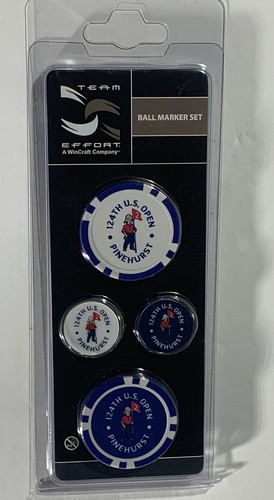 TEAM
EFFORT
A WinCraft Company
BALL MARKER SET
124TH U.S. OPEN
PINEHURST
124TH U.S. OPEN
PINEHURST
124TH U.S. OPEN
PINEHURST
124TH U.S. OPEN
PINEHURST